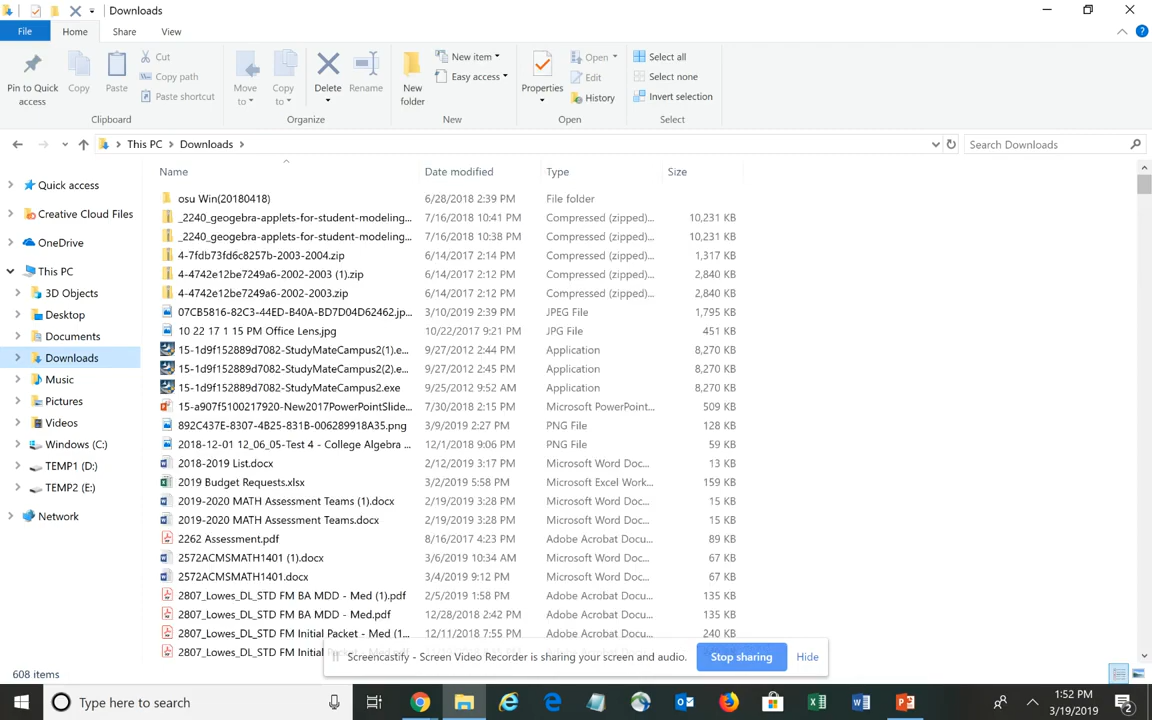 Downloads
File Home Share View
Pin to Quick access
Copy
Paste
Cut
Copy path
Paste shortcut
Clipboard
Move to
Copy to
Delete
Rename
Organize
New folder
New item
Easy access
New
Properties
Open
Edit
History
Open
Select all
Select none
Invert selection
Select
This PC > Downloads >
Search Downloads
Quick access
Creative Cloud Files
OneDrive
This PC
3D Objects
Desktop
Documents
Downloads
Music
Pictures
Videos
Windows (C:)
TEMP1 (D:)
TEMP2 (E:)
Network
Name Date modified Type Size
osu Win(20180418) 6/28/2018 2:39 PM File folder
_2240_geogebra-applets-for-student-modeling... 7/16/2018 10:41 PM Compressed (zipped)... 10,231 KB
_2240_geogebra-applets-for-student-modeling... 7/16/2018 10:38 PM Compressed (zipped)... 10,231 KB
4-7fdb73fd6c8257b-2003-2004.zip 6/14/2017 2:14 PM Compressed (zipped)... 1,317 KB
4-4742e12be7249a6-2002-2003 (1).zip 6/14/2017 2:12 PM Compressed (zipped)... 2,840 KB
4-4742e12be7249a6-2002-2003.zip 6/14/2017 2:12 PM Compressed (zipped)... 2,840 KB
07CB5816-82C3-44ED-B40A-BD7D04D62462.jp... 3/10/2019 2:39 PM JPEG File 1,795 KB
10 22 17 1 15 PM Office Lens.jpg 10/22/2017 9:21 PM JPG File 451 KB
15-1d9f152889d7082-StudyMateCampus2(1).e... 9/27/2012 2:44 PM Application 8,270 KB
15-1d9f152889d7082-StudyMateCampus2(2).e... 9/27/2012 2:45 PM Application 8,270 KB
15-1d9f152889d7082-StudyMateCampus2.exe 9/25/2012 9:52 AM Application 8,270 KB
15-a907f5100217920-New2017PowerPointSlide... 7/30/2018 2:15 PM Microsoft PowerPoint... 509 KB
892C437E-8307-4B25-831B-006289918A35.png 3/9/2019 2:27 PM PNG File 128 KB
2018-12-01 12_06_05-Test 4 - College Algebra ... 12/1/2018 9:06 PM PNG File 59 KB
2018-2019 List.docx 2/12/2019 3:17 PM Microsoft Word Doc... 13 KB
2019 Budget Requests.xlsx 3/2/2019 5:58 PM Microsoft Excel Work... 159 KB
2019-2020 MATH Assessment Teams (1).docx 2/19/2019 3:28 PM Microsoft Word Doc... 15 KB
2019-2020 MATH Assessment Teams.docx 2/19/2019 3:28 PM Microsoft Word Doc... 15 KB
2262 Assessment.pdf 8/16/2017 4:23 PM Adobe Acrobat Docu... 89 KB
2572ACMSMATH1401 (1).docx 3/6/2019 10:34 AM Microsoft Word Doc... 67 KB
2572ACMSMATH1401.docx 3/4/2019 9:12 PM Microsoft Word Doc... 67 KB
2807_Lowes_DL_STD FM BA MDD - Med (1).pdf 2/5/2019 1:58 PM Adobe Acrobat Docu... 135 KB
2807_Lowes_DL_STD FM BA MDD - Med.pdf 12/28/2018 2:42 PM Adobe Acrobat Docu... 135 KB
2807_Lowes_DL_STD FM Initial Packet - Med (1... 12/11/2018 7:55 PM Adobe Acrobat Docu... 240 KB
2807_Lowes_DL_STD FM Initial
Screencastify - Screen Video Recorder is sharing your screen and audio. Stop sharing Hide
608 items
Type here to search
1:52 PM
3/19/2019
2